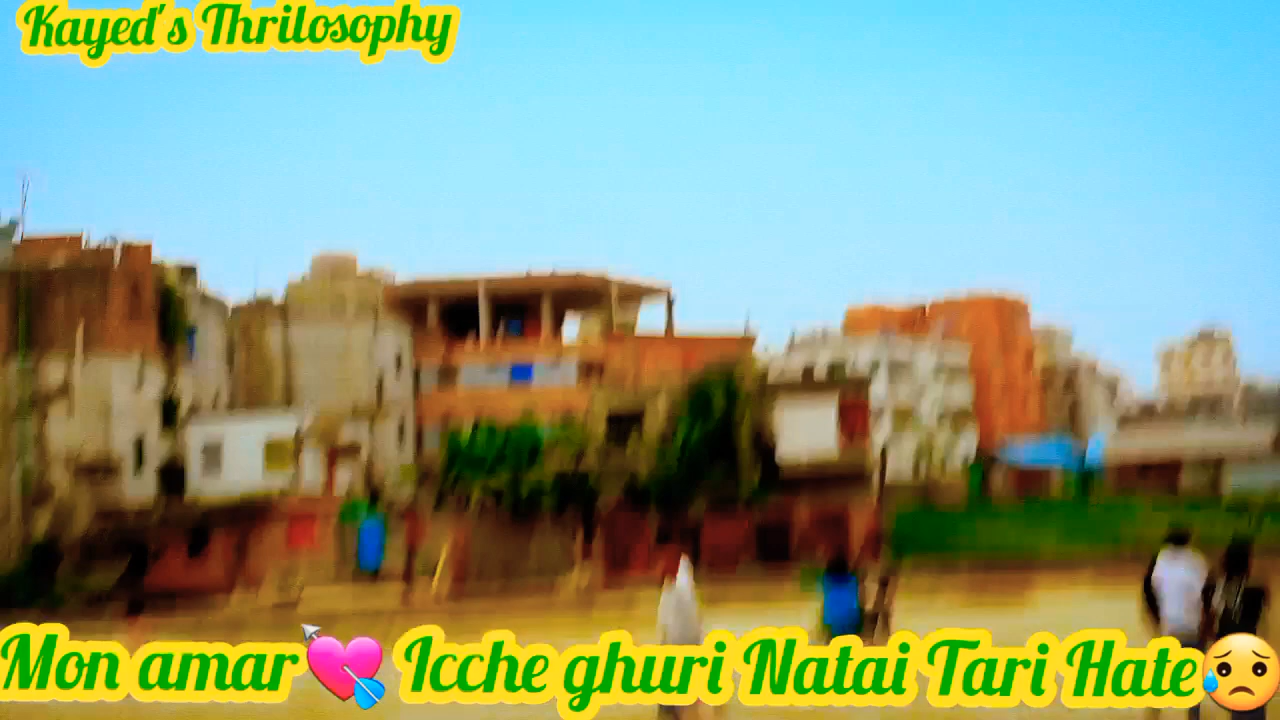 Kayed's Thrilosophy
Mon amar💘 Icche ghuri Natai Tari Hate😥